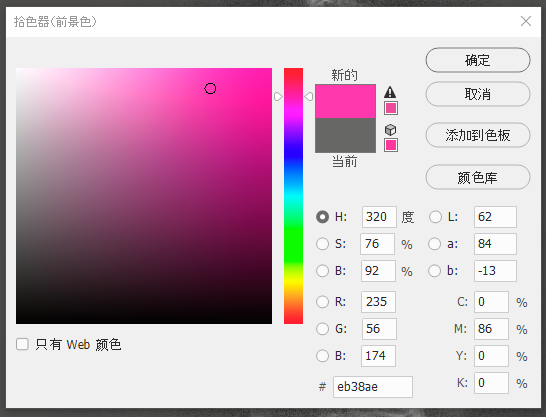 拾色器(前景色)
新的
当前
确定
取消
添加到色板
颜色库
H: 320 度
S: 76 %
B: 92 %
R: 235
G: 56
B: 174
# eb38ae
L: 62
a: 84
b: -13
C: 0 %
M: 86 %
Y: 0 %
K: 0 %
只有 Web 颜色